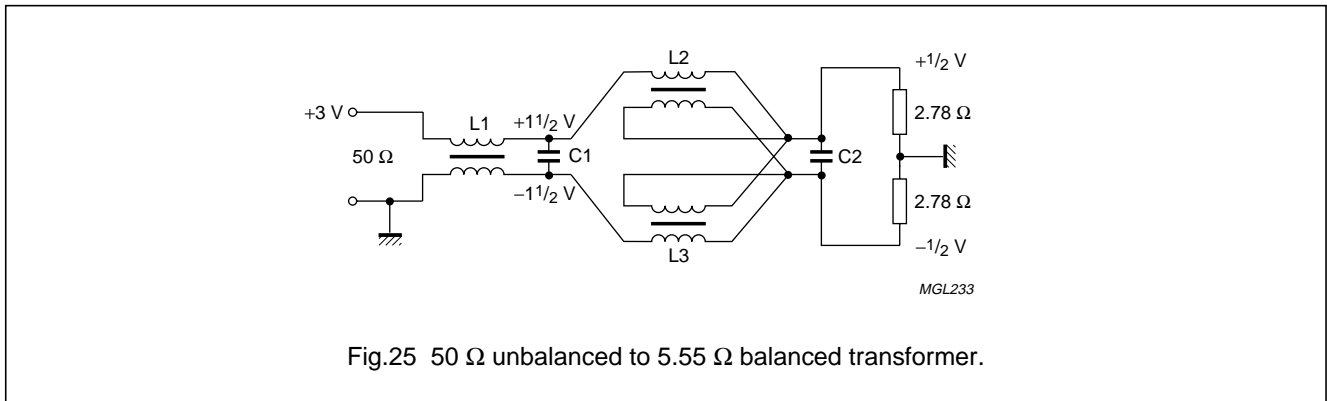 L2
+1/2 V
+3 V
L1
+11/2 V
2.78 Ω
50 Ω
C1
C2
−11/2 V
2.78 Ω
L3
−1/2 V
MGL233
Fig.25 50 Ω unbalanced to 5.55 Ω balanced transformer.